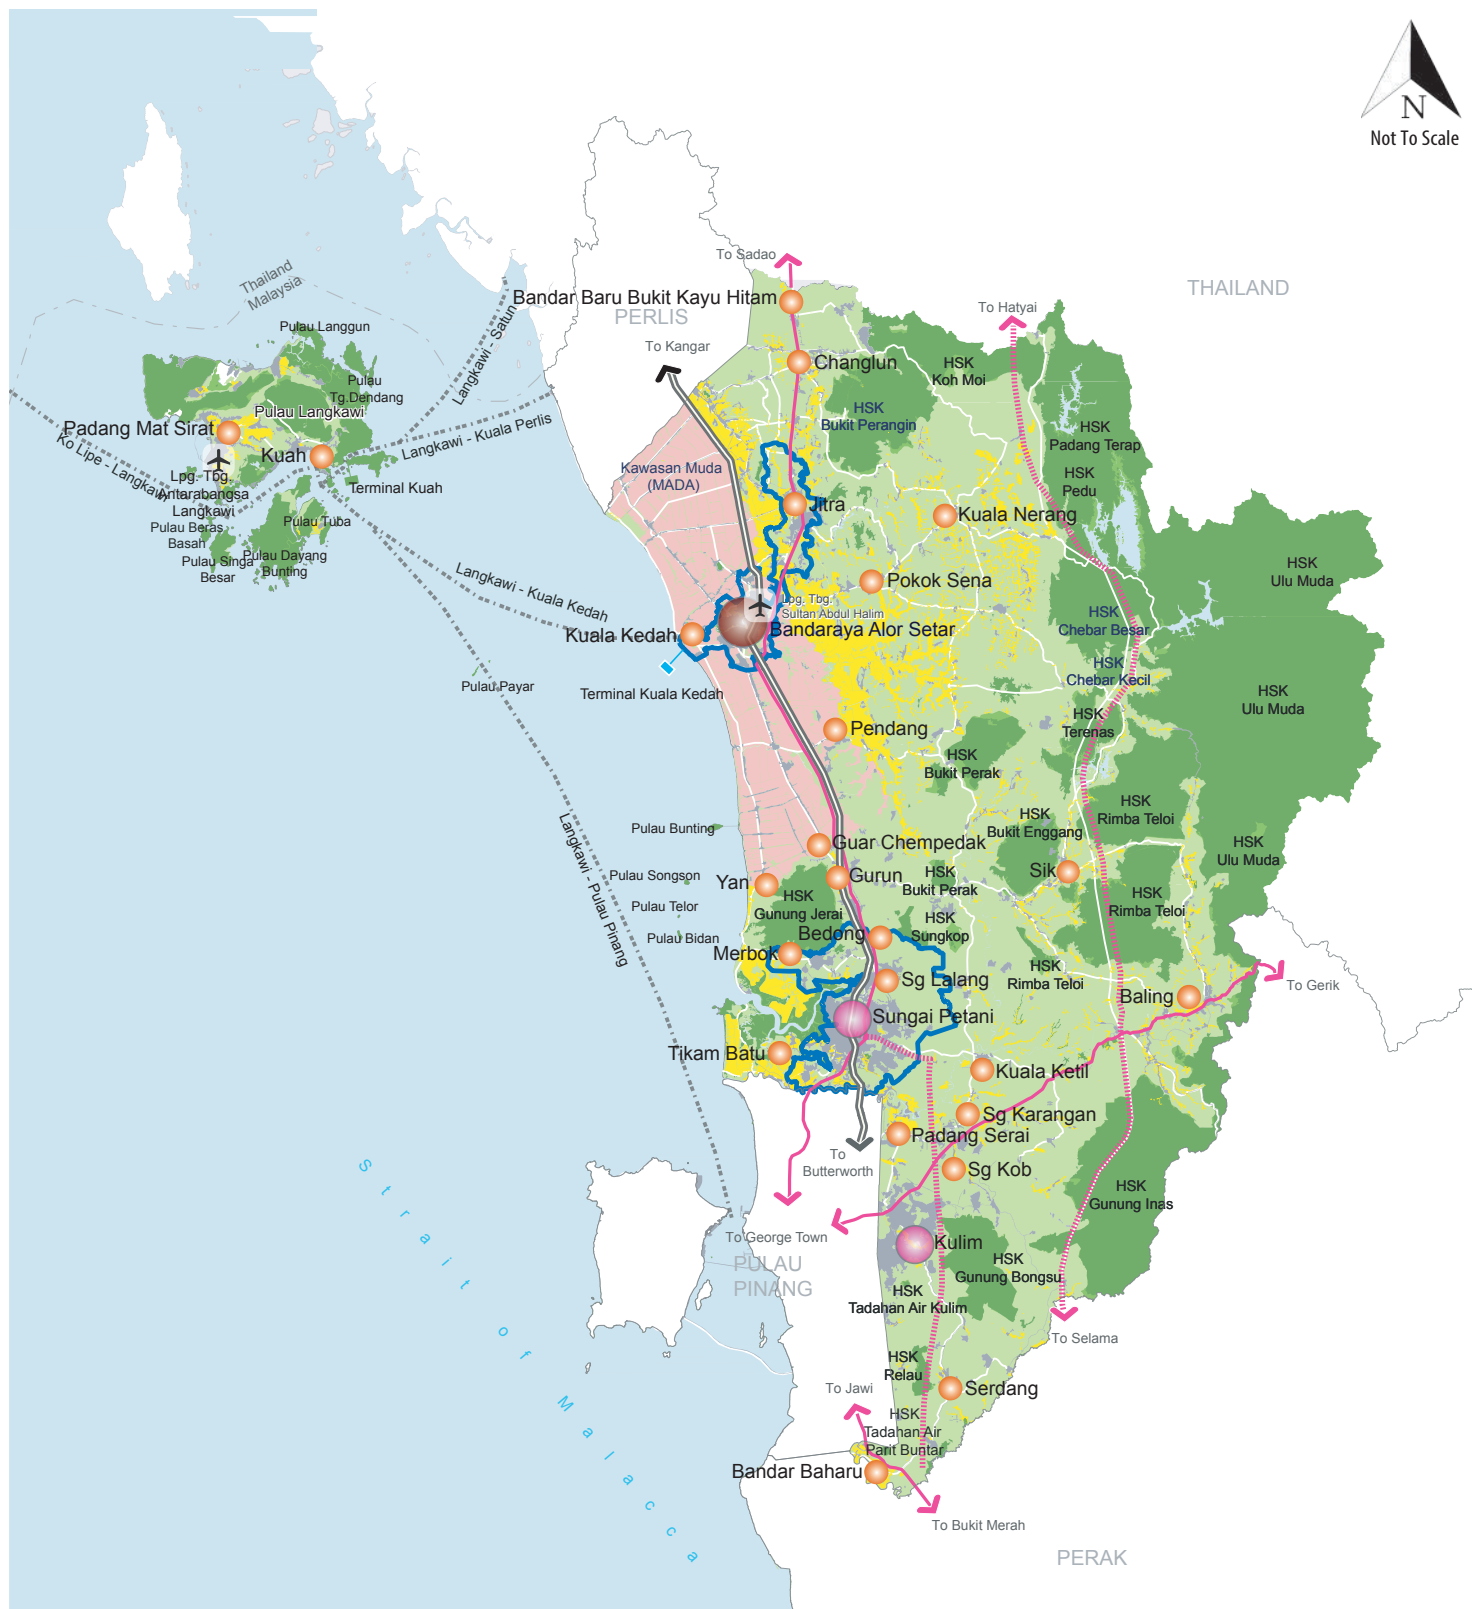 N
Not To Scale
To Sadao
Thailand
Malaysia
THAILAND
Bandar Baru Bukit Kayu Hitam
PERLIS
To Hatyai
Pulau Langgun
Langkawi - Satun
To Kangar
Changlun
HSK
Koh Moi
Pulau
Tg.Dendang
Pulau Langkawi
HSK
Bukit Perangin
Padang Mat Sirat
Langkawi - Kuala Perlis
HSK
Padang Terap
Ko Lipe - Langkawi
Kuah
Kawasan Muda
(MADA)
HSK
Pedu
Lpg. Tbg.
Antarabangsa
Langkawi
Terminal Kuah
Jitra
Kuala Nerang
Pulau Beras
Basah
Pulau Tuba
Pulau Singa
Besar
Pulau Dayang
Bunting
Langkawi - Kuala Kedah
Pokok Sena
HSK
Ulu Muda
Lpg. Tbg.
Sultan Abdul Halim
HSK
Chebar Besar
Kuala Kedah
Bandaraya Alor Setar
HSK
Chebar Kecil
Pulau Payar
Terminal Kuala Kedah
HSK
Ulu Muda
HSK
Terenas
Pendang
HSK
Bukit Perak
HSK
Rimba Teloi
Pulau Bunting
HSK
Bukit Enggang
Langkawi - Pulau Pinang
Guar Chempedak
HSK
Ulu Muda
Pulau Songson
Yan
Gurun
HSK
Bukit Perak
Sik
HSK
Gunung Jerai
HSK
Rimba Teloi
Pulau Telor
Pulau Bidan
Bedong
HSK
Sungkop
Merbok
HSK
Rimba Teloi
Sg Lalang
Baling
To Gerik
Sungai Petani
Tikam Batu
Kuala Ketil
Sg Karangan
Padang Serai
To
Butterworth
Sg Kob
HSK
Gunung Inas
To George Town
Kulim
PULAU
PINANG
HSK
Gunung Bongsu
HSK
Tadahan Air Kulim
To Selama
HSK
Relau
To Jawi
Serdang
HSK
Tadahan Air
Parit Buntar
Bandar Baharu
To Bukit Merah
PERAK
Strait of Malacca